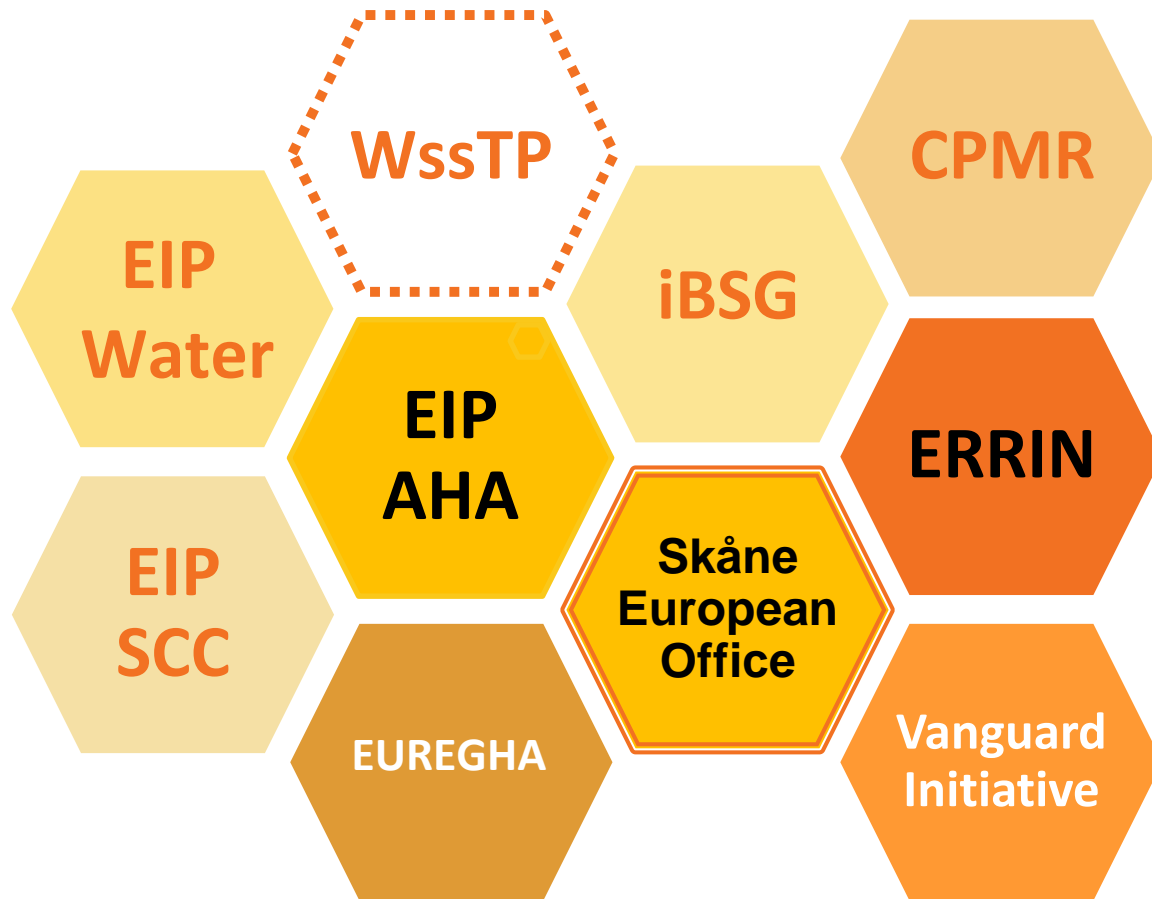 WssTP
CPMR
EIP
Water
iBSG
EIP
AHA
ERRIN
EIP
SCC
Skåne
European
Office
EUREGHA
Vanguard
Initiative